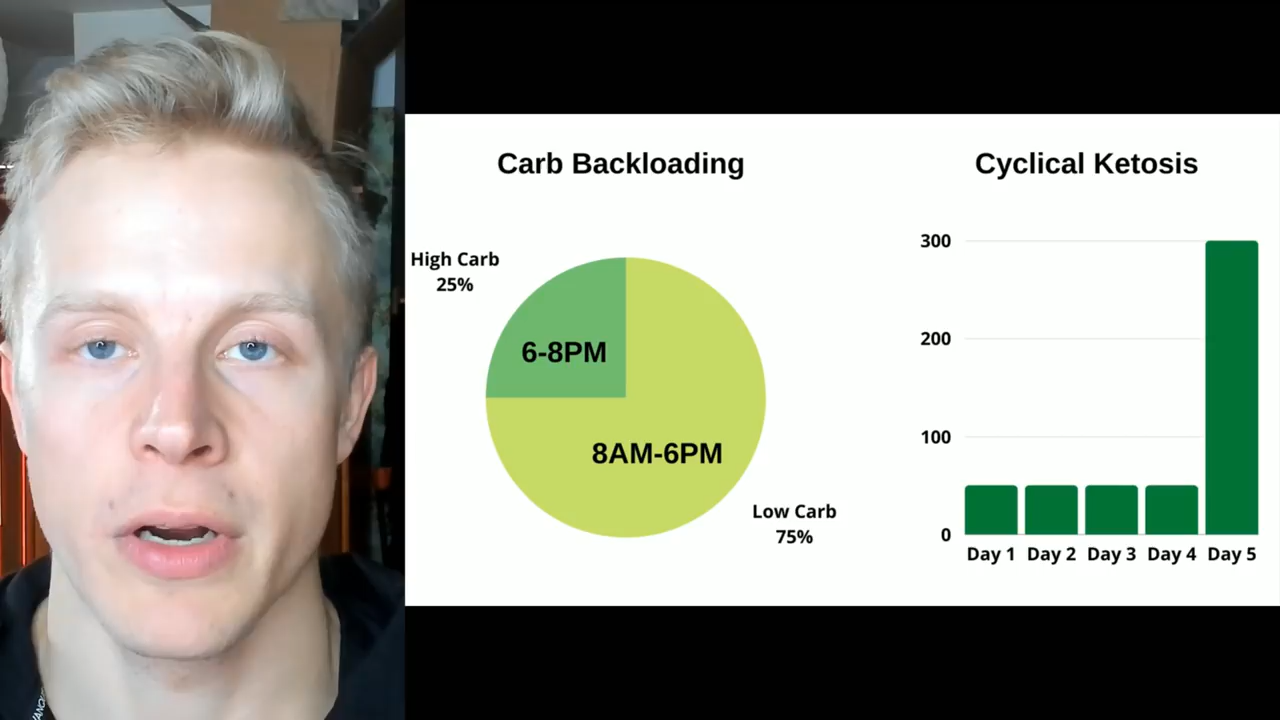 Carb Backloading
High Carb
25%
6-8PM
8AM-6PM
Low Carb
75%
Cyclical Ketosis
300
200
100
0
Day 1 Day 2 Day 3 Day 4 Day 5